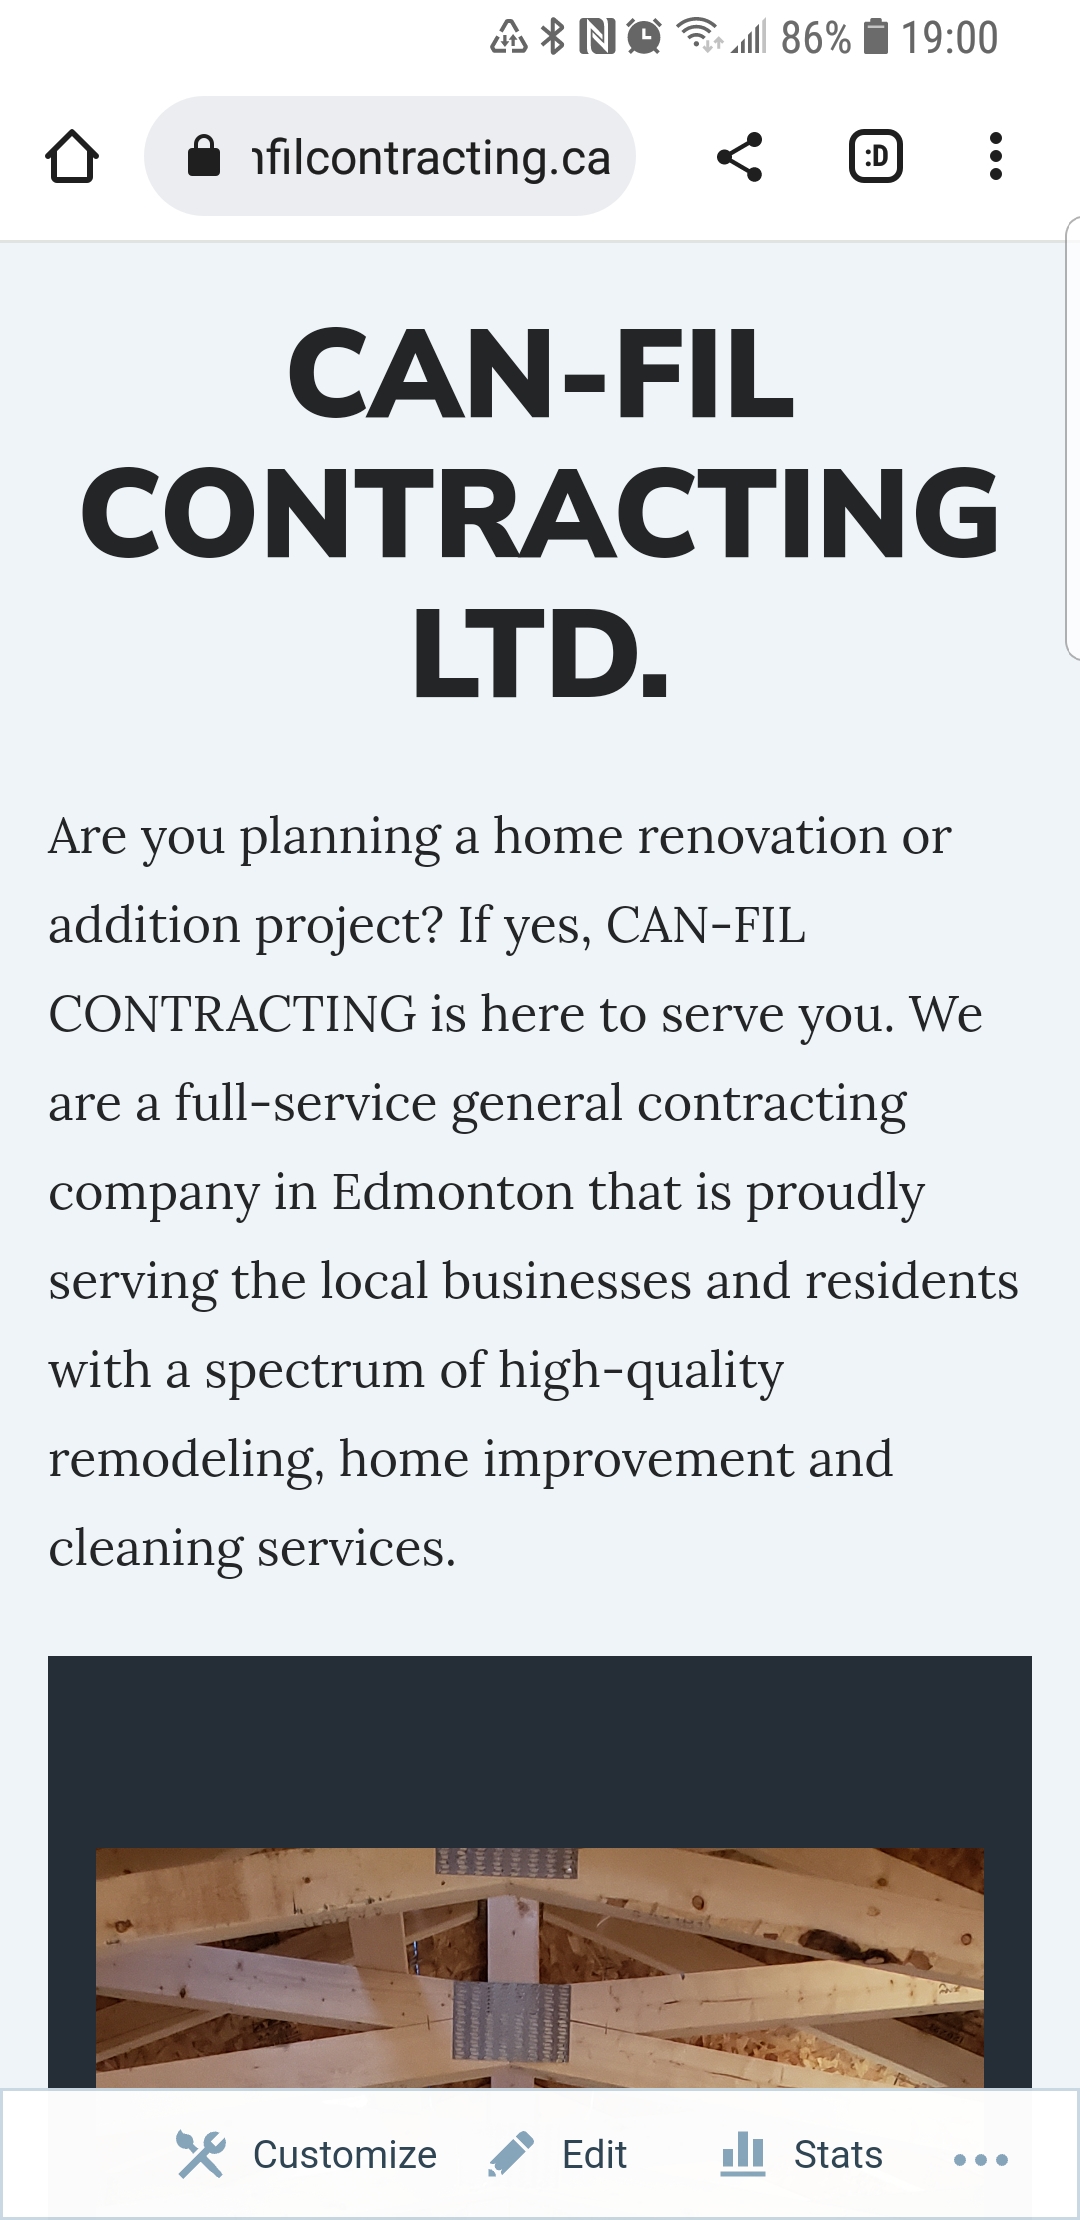 86% 19:00
nfilcontracting.ca
:D
CAN-FIL
CONTRACTING
LTD.
Are you planning a home renovation or
addition project? If yes, CAN-FIL
CONTRACTING is here to serve you. We
are a full-service general contracting
company in Edmonton that is proudly
serving the local businesses and residents
with a spectrum of high-quality
remodeling, home improvement and
cleaning services.
Customize Edit Stats